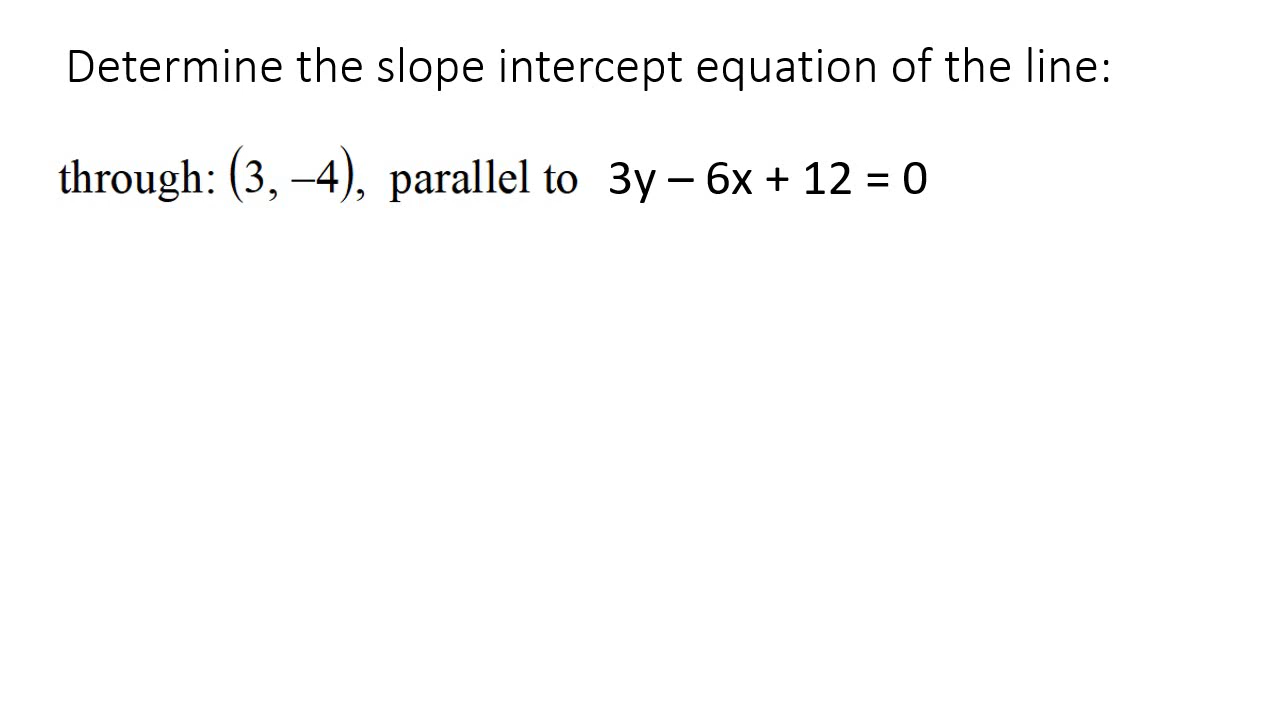 Determine the slope intercept equation of the line:
through: (3, –4), parallel to 3y – 6x + 12 = 0